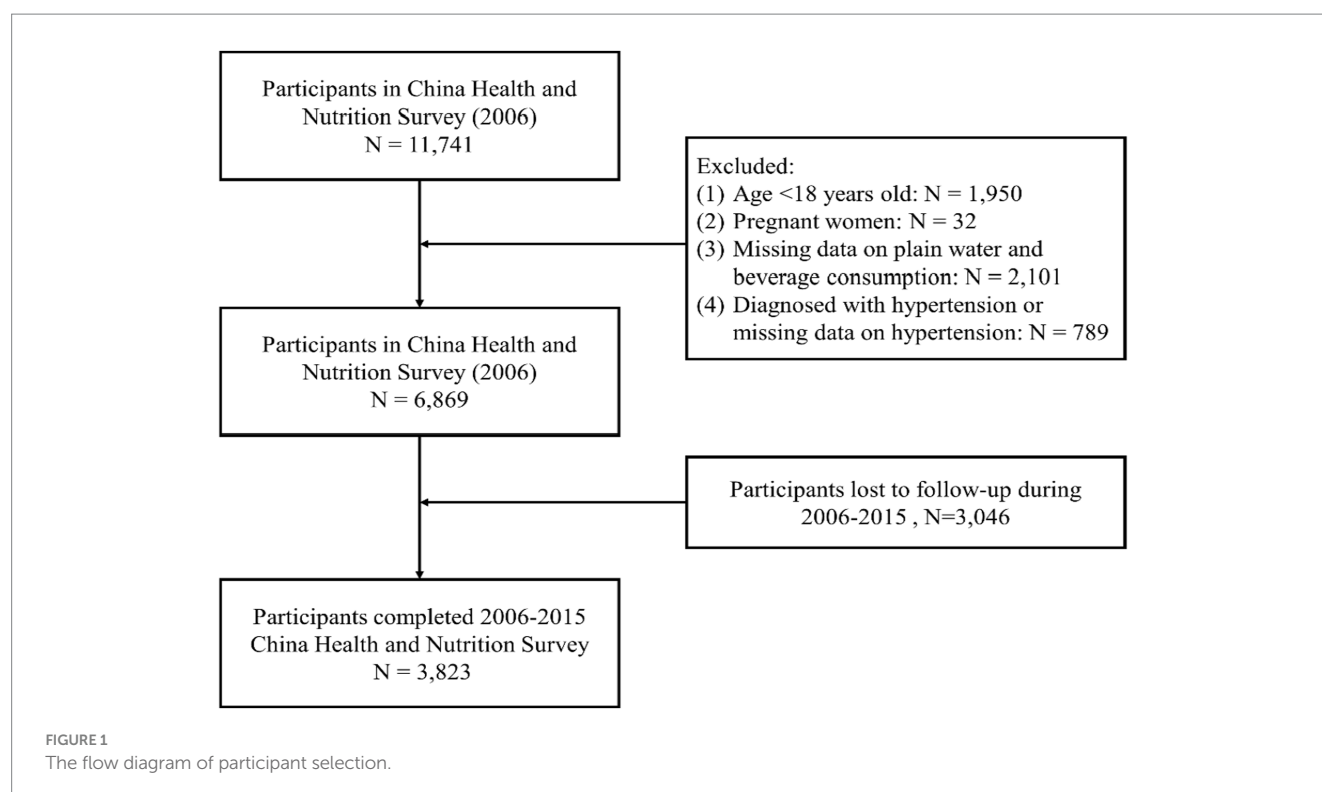 Participants in China Health and
Nutrition Survey (2006)
N = 11,741
Excluded:
(1) Age <18 years old: N = 1,950
(2) Pregnant women: N = 32
(3) Missing data on plain water and
beverage consumption: N = 2,101
(4) Diagnosed with hypertension or
missing data on hypertension: N = 789
Participants in China Health and
Nutrition Survey (2006)
N = 6,869
Participants lost to follow-up during
2006-2015 , N=3,046
Participants completed 2006-2015
China Health and Nutrition Survey
N = 3,823
FIGURE 1
The flow diagram of participant selection.